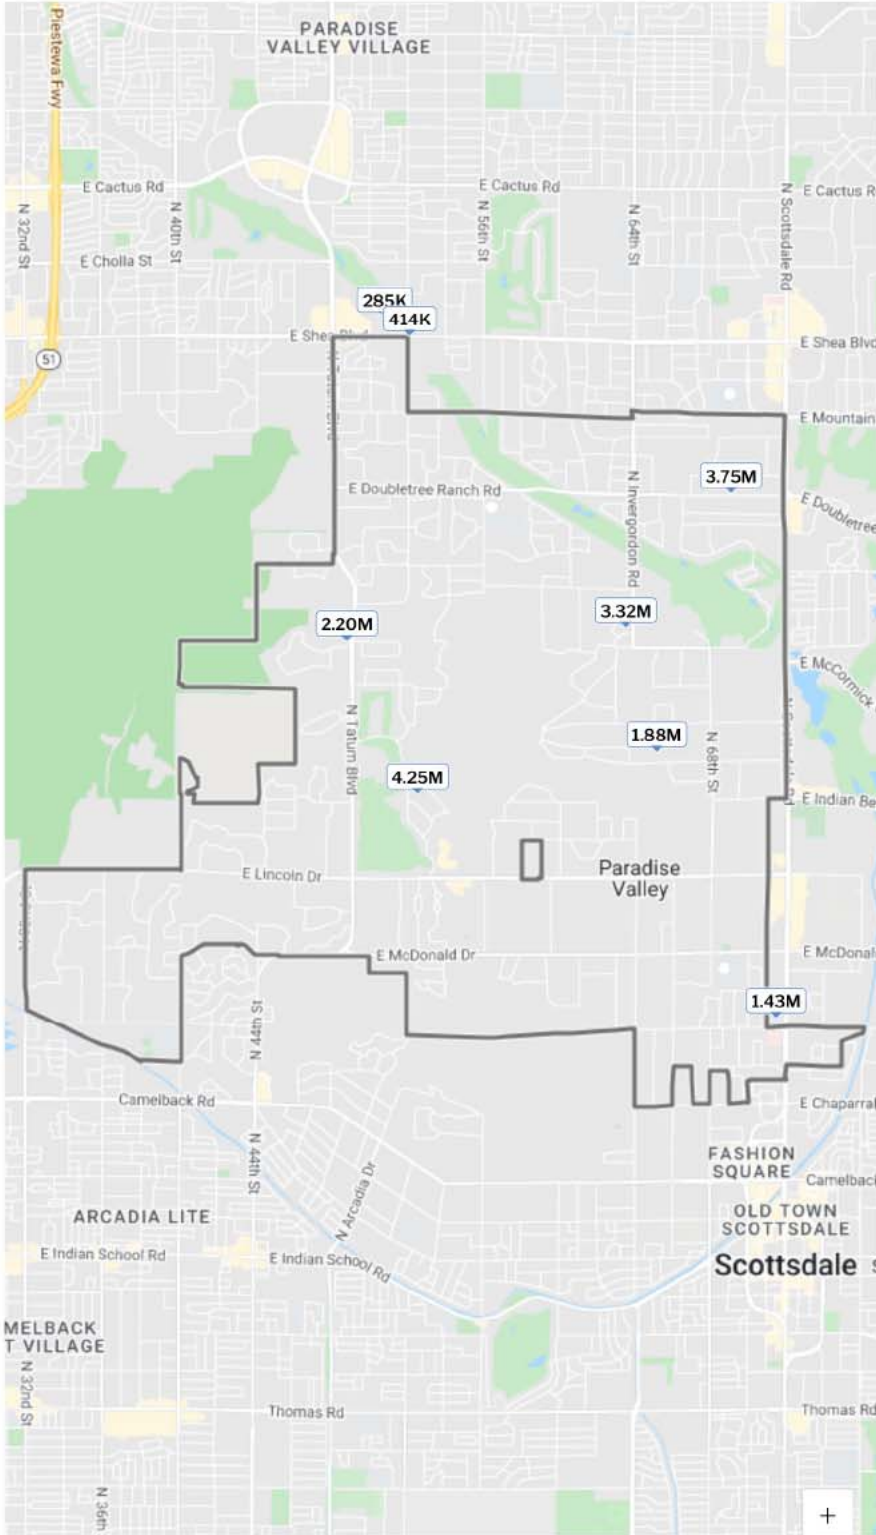 PARADISE
VALLEY VILLAGE
Piestewa Fwy
E Cactus Rd
E Cactus Rd
E Cactus R
N 32nd St
N 40th St
N 56th St
N 64th St
N Scottsdale Rd
E Cholla St
285K
414K
E Shea Blvd
E Shea Blvd
51
E Mountain
3.75M
E Doubletree Ranch Rd
N Invergordon Rd
E Doubletree
2.20M
3.32M
E McCormick
N Tatum Blvd
1.88M
N 68th St
4.25M
E Indian Be
E Lincoln Dr
Paradise
Valley
E McDonald Dr
E McDonal
1.43M
N 44th St
Camelback Rd
E Chaparral
N 44th St
N Arcadia Dr
FASHION
SQUARE
Camelback
ARCADIA LITE
OLD TOWN
SCOTTSDALE
E Indian School Rd
E Indian School Rd
Scottsdale
MELBACK
T VILLAGE
N 32nd St
Thomas Rd
Thomas Rd
N 36th
+